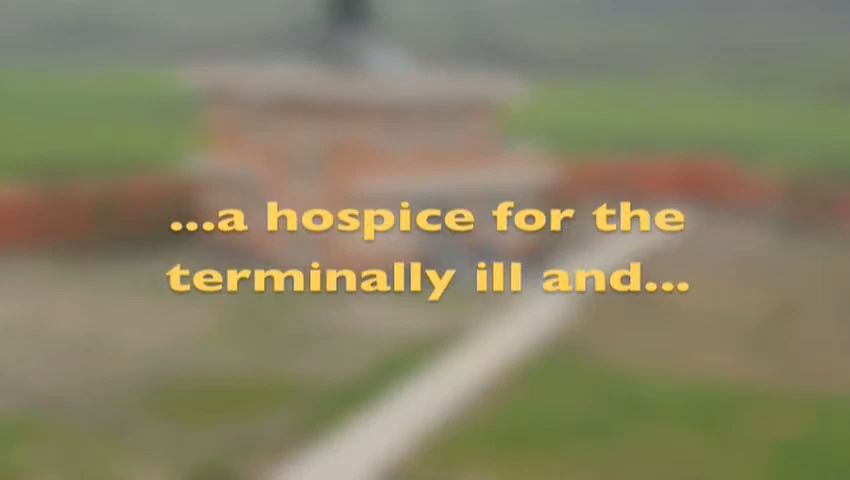 ...a hospice for the
terminally ill and...